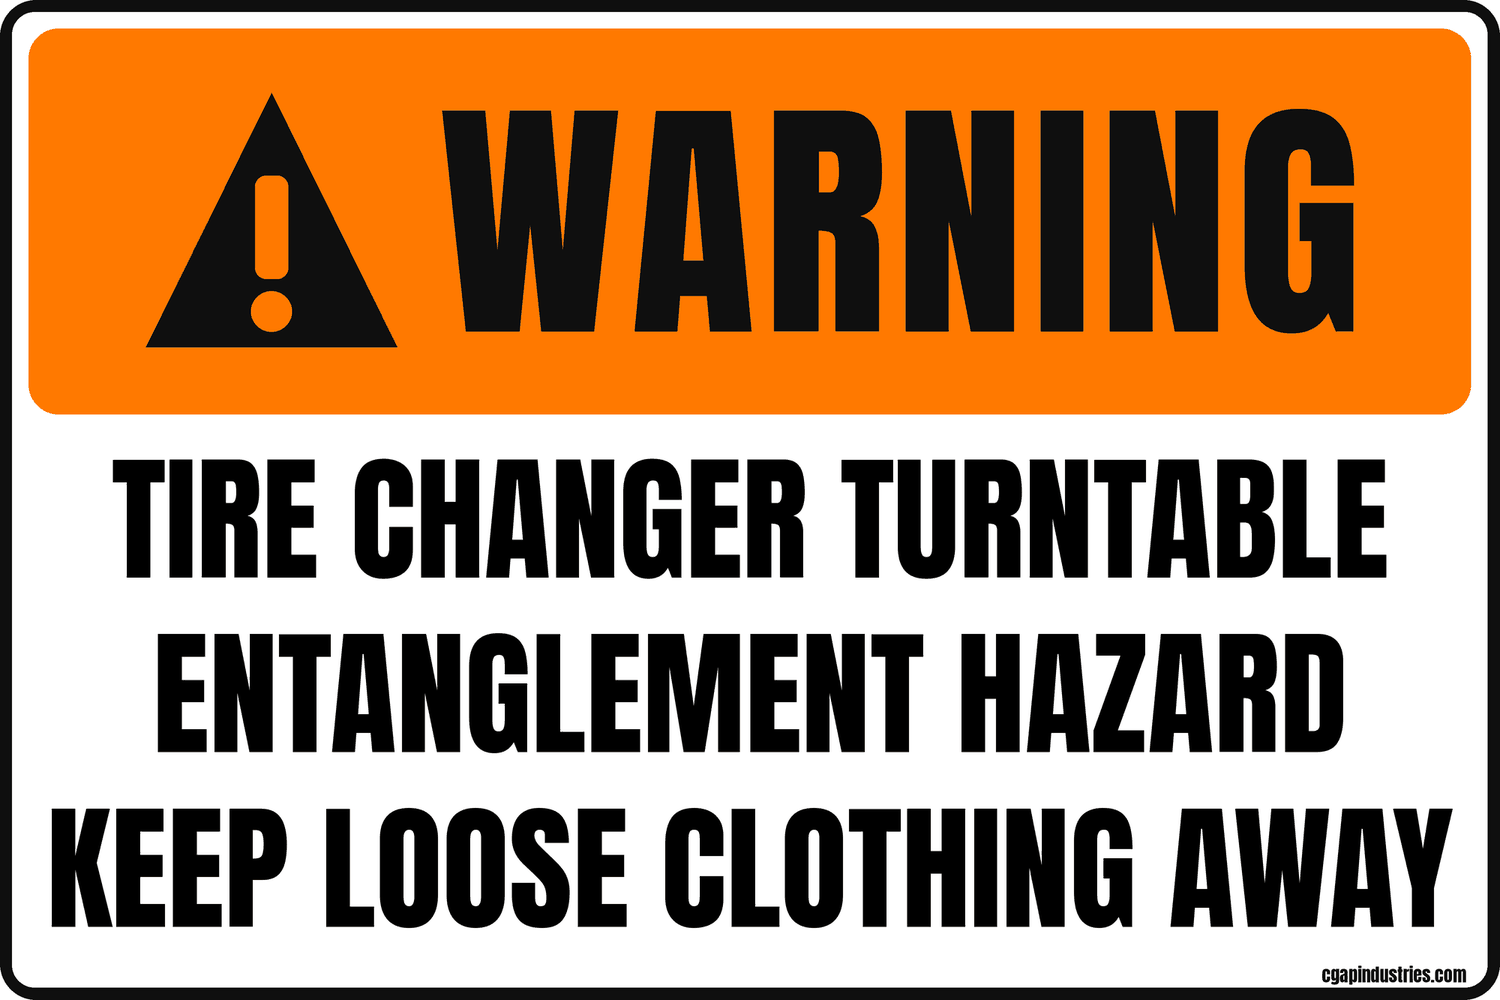 WARNING
TIRE CHANGER TURNTABLE
ENTANGLEMENT HAZARD
KEEP LOOSE CLOTHING AWAY
cgapindustries.com